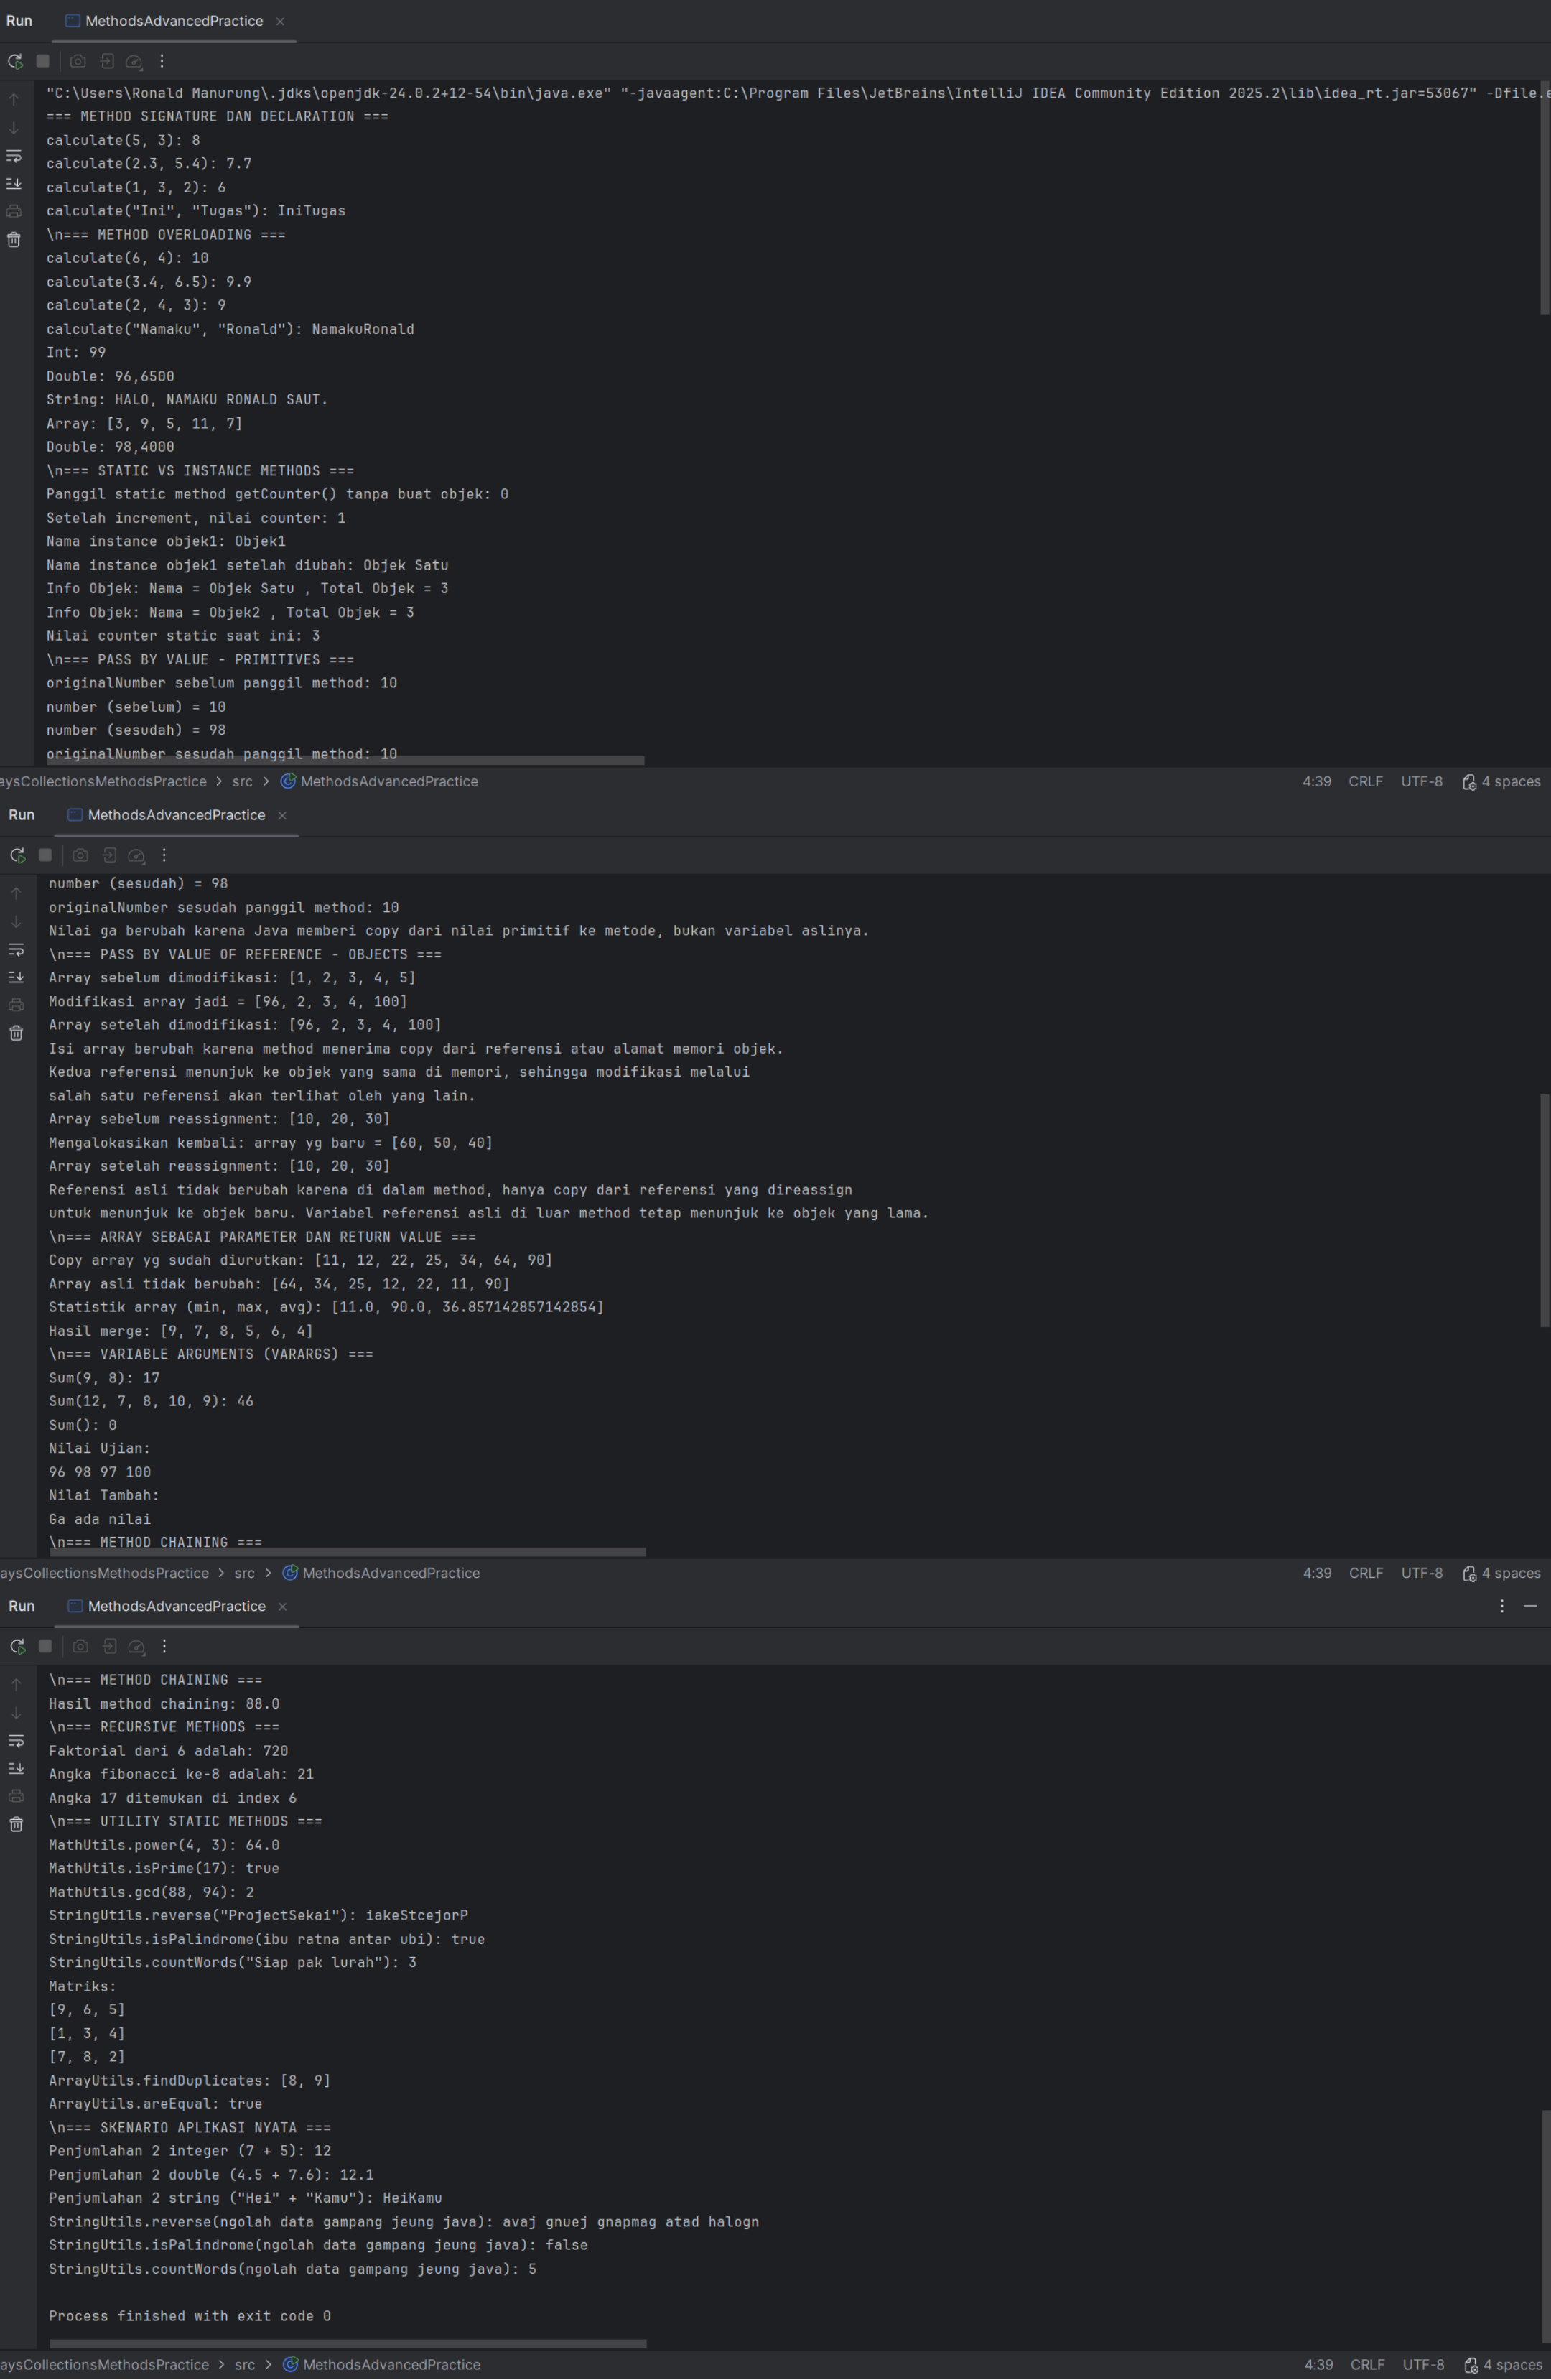 Run MethodsAdvancedPractice
"C:\Users\Ronald Manurung\.jdks\openjdk-24.0.2+12-54\bin\java.exe" "-javaagent:C:\Program Files\JetBrains\IntelliJ IDEA Community Edition 2025.2\lib\idea_rt.jar=53067" -Dfile.e
=== METHOD SIGNATURE DAN DECLARATION ===
calculate(5, 3): 8
calculate(2.3, 5.4): 7.7
calculate(1, 3, 2): 6
calculate("Ini", "Tugas"): IniTugas
\n=== METHOD OVERLOADING ===
calculate(6, 4): 10
calculate(3.4, 6.5): 9.9
calculate(2, 4, 3): 9
calculate("Namaku", "Ronald"): NamakuRonald
Int: 99
Double: 96,6500
String: HALO, NAMAKU RONALD SAUT.
Array: [3, 9, 5, 11, 7]
Double: 98,4000
\n=== STATIC VS INSTANCE METHODS ===
Panggil static method getCounter() tanpa buat objek: 0
Setelah increment, nilai counter: 1
Nama instance objek1: Objek1
Nama instance objek1 setelah diubah: Objek Satu
Info Objek: Nama = Objek Satu , Total Objek = 3
Info Objek: Nama = Objek2 , Total Objek = 3
Nilai counter static saat ini: 3
\n=== PASS BY VALUE - PRIMITIVES ===
originalNumber sebelum panggil method: 10
number (sebelum) = 10
number (sesudah) = 98
originalNumber sesudah panggil method: 10
aysCollectionsMethodsPractice > src > MethodsAdvancedPractice 4:39 CRLF UTF-8 4 spaces
Run MethodsAdvancedPractice
number (sesudah) = 98
originalNumber sesudah panggil method: 10
Nilai ga berubah karena Java memberi copy dari nilai primitif ke metode, bukan variabel aslinya.
\n=== PASS BY VALUE OF REFERENCE - OBJECTS ===
Array sebelum dimodifikasi: [1, 2, 3, 4, 5]
Modifikasi array jadi = [96, 2, 3, 4, 100]
Array setelah dimodifikasi: [96, 2, 3, 4, 100]
Isi array berubah karena method menerima copy dari referensi atau alamat memori objek.
Kedua referensi menunjuk ke objek yang sama di memori, sehingga modifikasi melalui
salah satu referensi akan terlihat oleh yang lain.
Array sebelum reassignment: [10, 20, 30]
Mengalokasikan kembali: array yg baru = [60, 50, 40]
Array setelah reassignment: [10, 20, 30]
Referensi asli tidak berubah karena di dalam method, hanya copy dari referensi yang direassign
untuk menunjuk ke objek baru. Variabel referensi asli di luar method tetap menunjuk ke objek yang lama.
\n=== ARRAY SEBAGAI PARAMETER DAN RETURN VALUE ===
Copy array yg sudah diurutkan: [11, 12, 22, 25, 34, 64, 90]
Array asli tidak berubah: [64, 34, 25, 12, 22, 11, 90]
Statistik array (min, max, avg): [11.0, 90.0, 36.857142857142854]
Hasil merge: [9, 7, 8, 5, 6, 4]
\n=== VARIABLE ARGUMENTS (VARARGS) ===
Sum(9, 8): 17
Sum(12, 7, 8, 10, 9): 46
Sum(): 0
Nilai Ujian:
96 98 97 100
Nilai Tambah:
Ga ada nilai
\n=== METHOD CHAINING ===
aysCollectionsMethodsPractice > src > MethodsAdvancedPractice 4:39 CRLF UTF-8 4 spaces
Run MethodsAdvancedPractice
\n=== METHOD CHAINING ===
Hasil method chaining: 88.0
\n=== RECURSIVE METHODS ===
Faktorial dari 6 adalah: 720
Angka fibonacci ke-8 adalah: 21
Angka 17 ditemukan di index 6
\n=== UTILITY STATIC METHODS ===
MathUtils.power(4, 3): 64.0
MathUtils.isPrime(17): true
MathUtils.gcd(88, 94): 2
StringUtils.reverse("ProjectSekai"): iakeStcejorP
StringUtils.isPalindrome(ibu ratna antar ubi): true
StringUtils.countWords("Siap pak lurah"): 3
Matriks:
[9, 6, 5]
[1, 3, 4]
[7, 8, 2]
ArrayUtils.findDuplicates: [8, 9]
ArrayUtils.areEqual: true
\n=== SKENARIO APLIKASI NYATA ===
Penjumlahan 2 integer (7 + 5): 12
Penjumlahan 2 double (4.5 + 7.6): 12.1
Penjumlahan 2 string ("Hei" + "Kamu"): HeiKamu
StringUtils.reverse(ngolah data gampang jeung java): avaj gnuej gnapmag atad halogn
StringUtils.isPalindrome(ngolah data gampang jeung java): false
StringUtils.countWords(ngolah data gampang jeung java): 5
Process finished with exit code 0
aysCollectionsMethodsPractice > src > MethodsAdvancedPractice 4:39 CRLF UTF-8 4 spaces